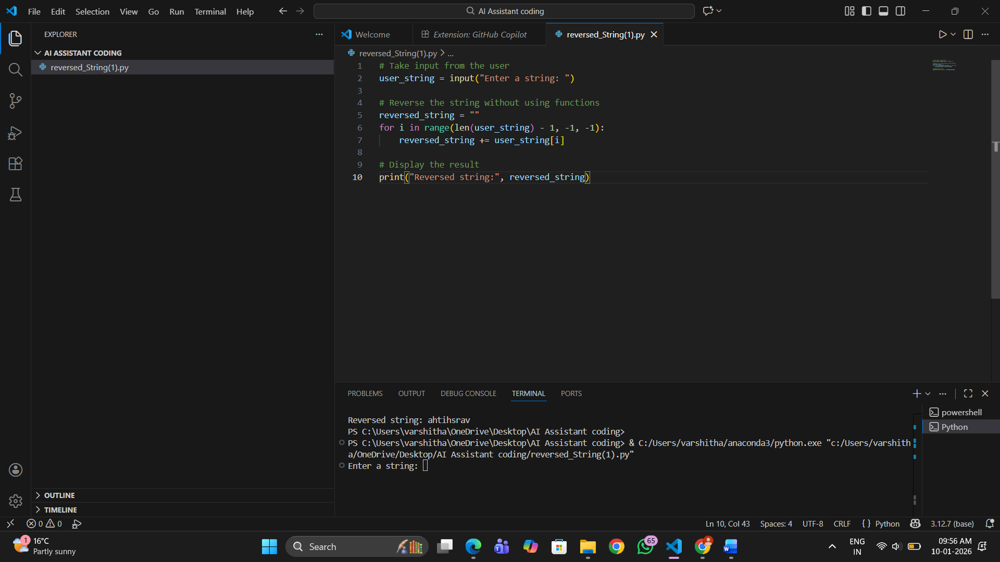 File Edit Selection View Go Run Terminal Help
AI Assistant coding
EXPLORER
AI ASSISTANT CODING
reversed_String(1).py
OUTLINE
TIMELINE
Welcome
Extension: GitHub Copilot
reversed_String(1).py
reversed_String(1).py > ...
1 # Take input from the user
2 user_string = input("Enter a string: ")
3
4 # Reverse the string without using functions
5 reversed_string = ""
6 for i in range(len(user_string) - 1, -1, -1):
7     reversed_string += user_string[i]
8
9 # Display the result
10 print("Reversed string:", reversed_string)
PROBLEMS OUTPUT DEBUG CONSOLE TERMINAL PORTS
Reversed string: ahtihsrav
PS C:\Users\varshitha\OneDrive\Desktop\AI Assistant coding>
PS C:\Users\varshitha\OneDrive\Desktop\AI Assistant coding> & C:/Users/varshitha/anaconda3/python.exe "c:/Users/varshith
a/OneDrive/Desktop/AI Assistant coding/reversed_String(1).py"
Enter a string:
powershell
Python
0 0
Ln 10, Col 43 Spaces: 4 UTF-8 CRLF {} Python 3.12.7 (base)
1
16°C
Partly sunny
Search
65
ENG
IN
09:56 AM
10-01-2026